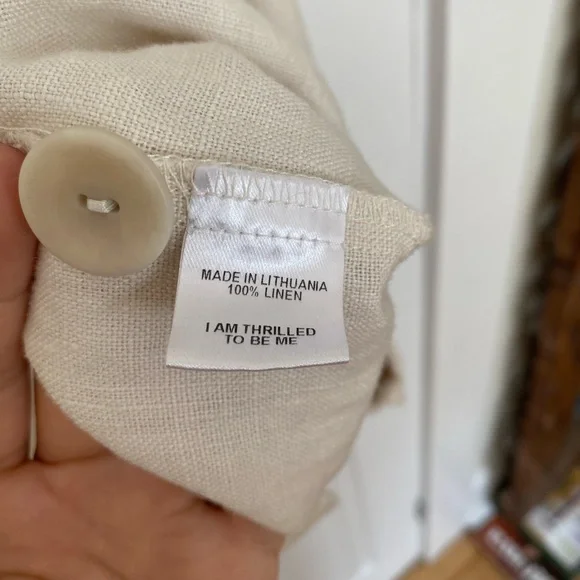 MADE IN LITHUANIA
100% LINEN
I AM THRILLED
TO BE ME